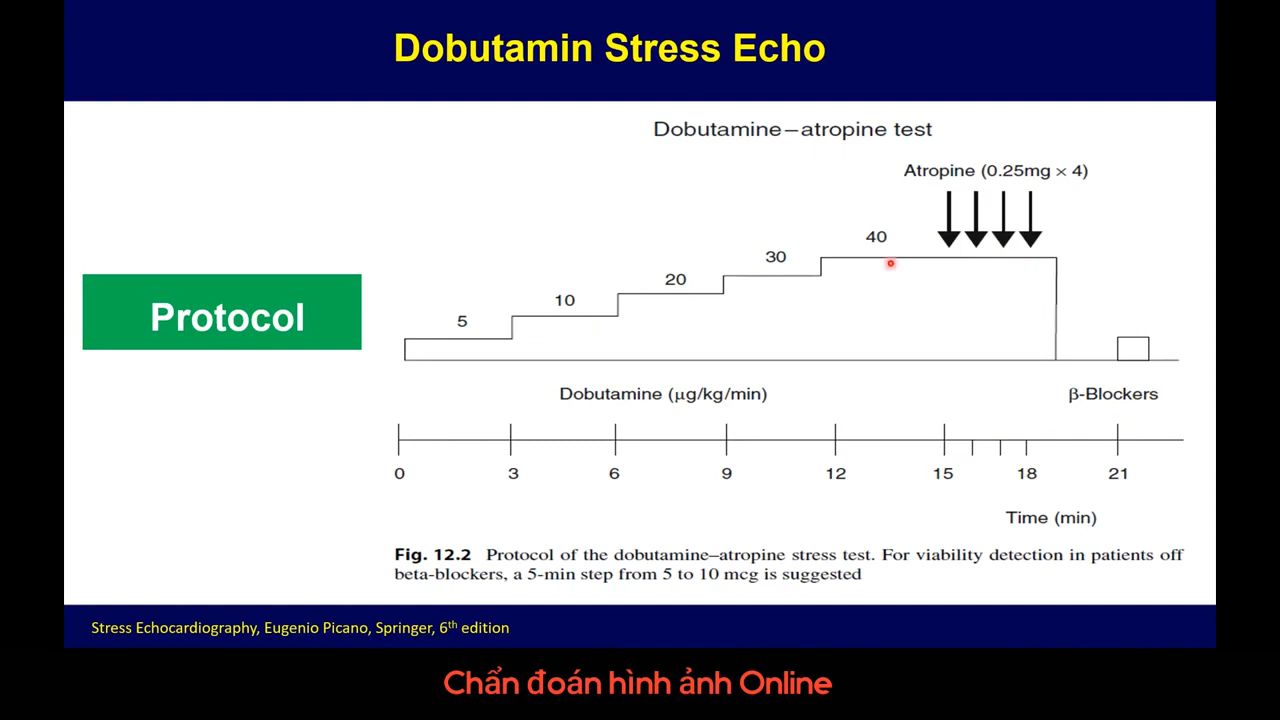 Dobutamin Stress Echo
Dobutamine–atropine test
Atropine (0.25mg × 4)
40
30
20
10
5
Protocol
Dobutamine (µg/kg/min)
β-Blockers
0 3 6 9 12 15 18 21
Time (min)
Fig. 12.2 Protocol of the dobutamine–atropine stress test. For viability detection in patients off
beta-blockers, a 5-min step from 5 to 10 mcg is suggested
Stress Echocardiography, Eugenio Picano, Springer, 6th edition
Chẩn đoán hình ảnh Online